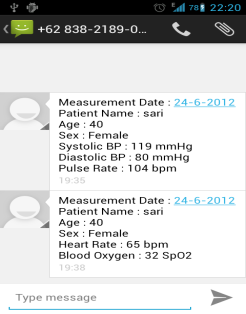 78 22:20
+62 838-2189-0...
Measurement Date : 24-6-2012
Patient Name : sari
Age : 40
Sex : Female
Systolic BP : 119 mmHg
Diastolic BP : 80 mmHg
Pulse Rate : 104 bpm
19:35
Measurement Date : 24-6-2012
Patient Name : sari
Age : 40
Sex : Female
Heart Rate : 65 bpm
Blood Oxygen : 32 SpO2
19:38
Type message